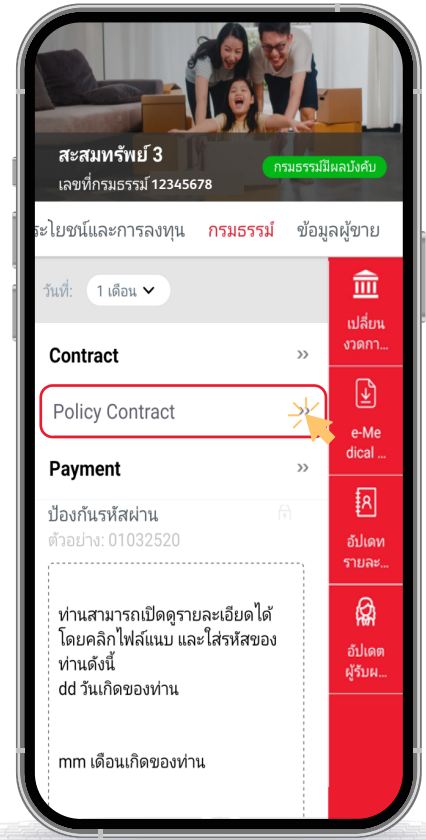 สะสมทรัพย์ 3
กรมธรรม์มีผลบังคับ
เลขที่กรมธรรม์ 12345678
ระโยชน์และการลงทุน กรมธรรม์ ข้อมูลผู้ขาย
วันที่: 1 เดือน
เปลี่ยน
งวดกา...
Contract »
Policy Contract »
e-Me
dical ...
Payment »
ป้องกันรหัสผ่าน
ตัวอย่าง: 01032520
อัปเดท
รายละ...
ท่านสามารถเปิดดูรายละเอียดได้
โดยคลิกไฟล์แนบ และใส่รหัสของ
ท่านดังนี้
dd วันเกิดของท่าน
อัปเดต
ผู้รับผ...
mm เดือนเกิดของท่าน